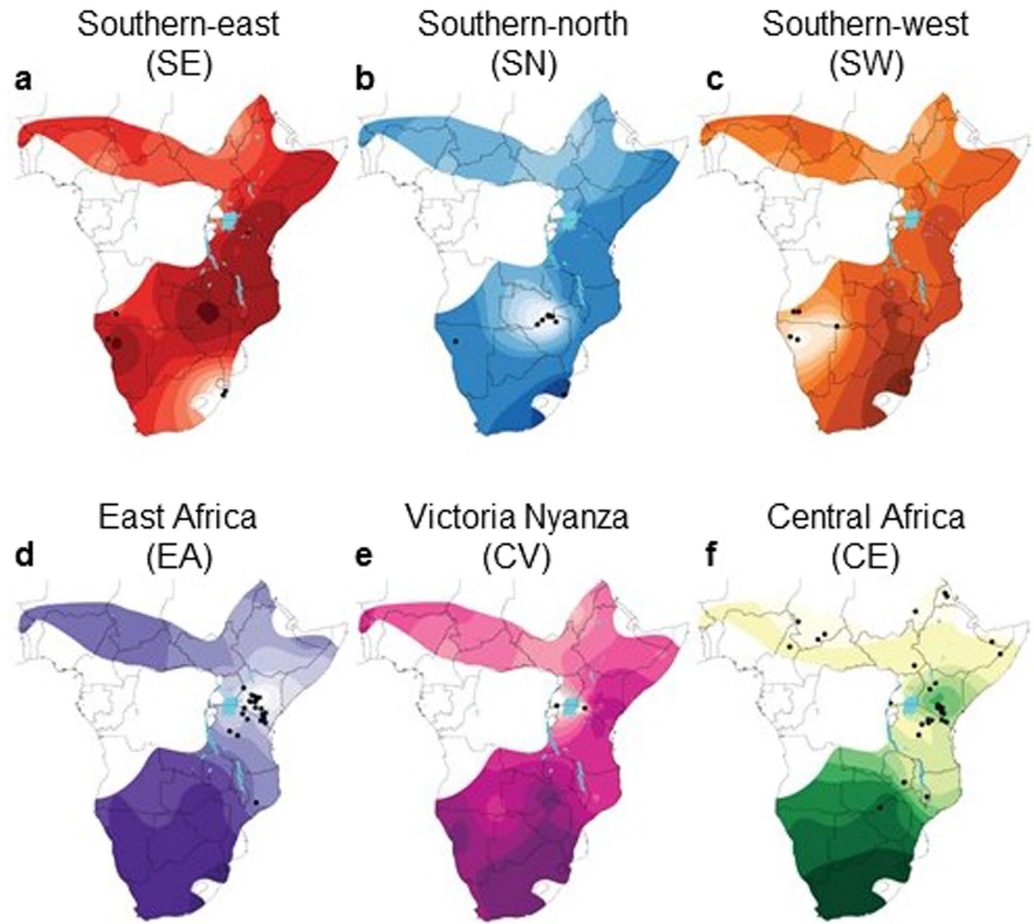 Southern-east
(SE)
a
Southern-north
(SN)
b
Southern-west
(SW)
c
East Africa
(EA)
d
Victoria Nyanza
(CV)
e
Central Africa
(CE)
f